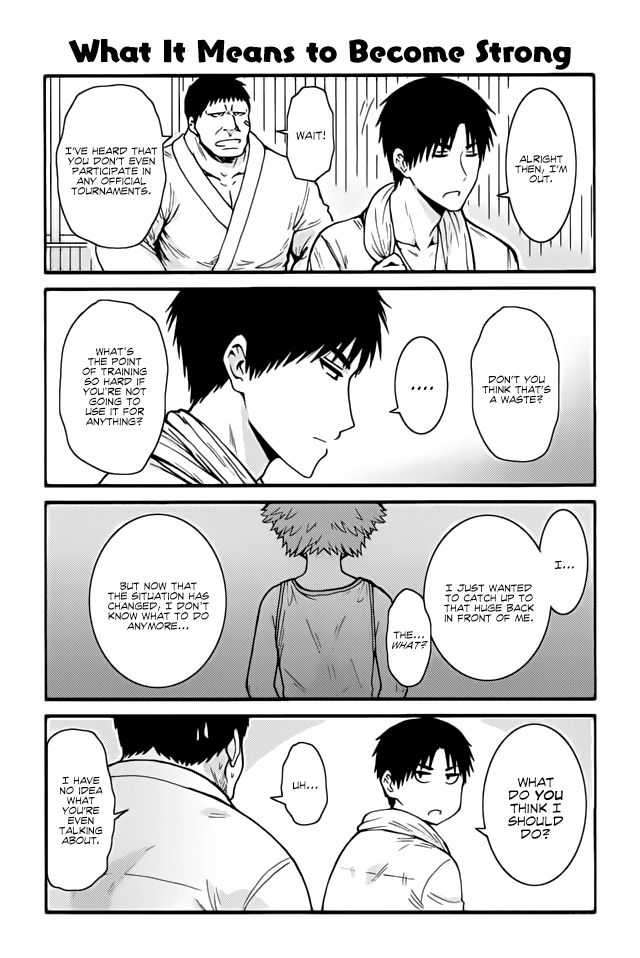 What It Means to Become Strong
ALRIGHT
THEN, I'M
OUT.
WAIT!
I'VE HEARD THAT
YOU DON'T EVEN
PARTICIPATE IN
ANY OFFICIAL
TOURNAMENTS.
DON'T YOU
THINK THAT'S
A WASTE?
....
WHAT'S
THE POINT
OF TRAINING
SO HARD IF
YOU'RE NOT
GOING TO
USE IT FOR
ANYTHING?
I...
I JUST WANTED
TO CATCH UP TO
THAT HUGE BACK
IN FRONT OF ME.
THE...
WHAT?
BUT NOW THAT
THE SITUATION HAS
CHANGED, I DON'T
KNOW WHAT TO DO
ANYMORE...
WHAT
DO YOU
THINK I
SHOULD
DO?
UH...
I HAVE
NO IDEA
WHAT
YOU'RE
EVEN
TALKING
ABOUT.